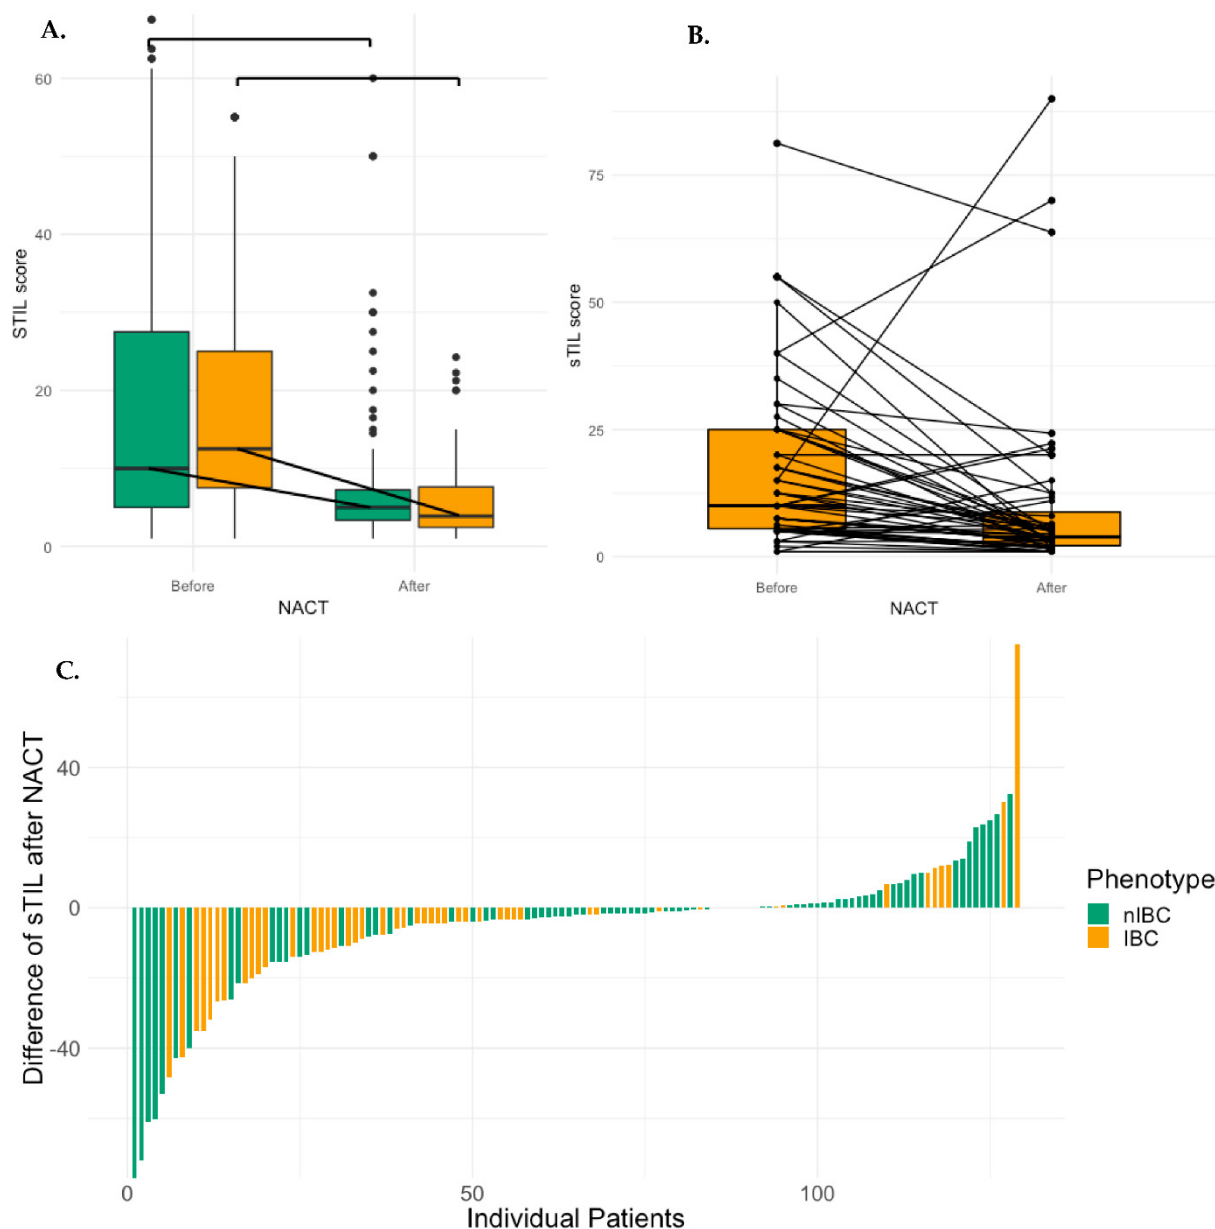 A.
60
40
20
0
STIL score
Before
After
NACT
B.
75
50
25
0
sTIL score
Before
After
NACT
C.
40
0
-40
Difference of sTIL after NACT
0
50
100
Individual Patients
Phenotype
nIBC
IBC